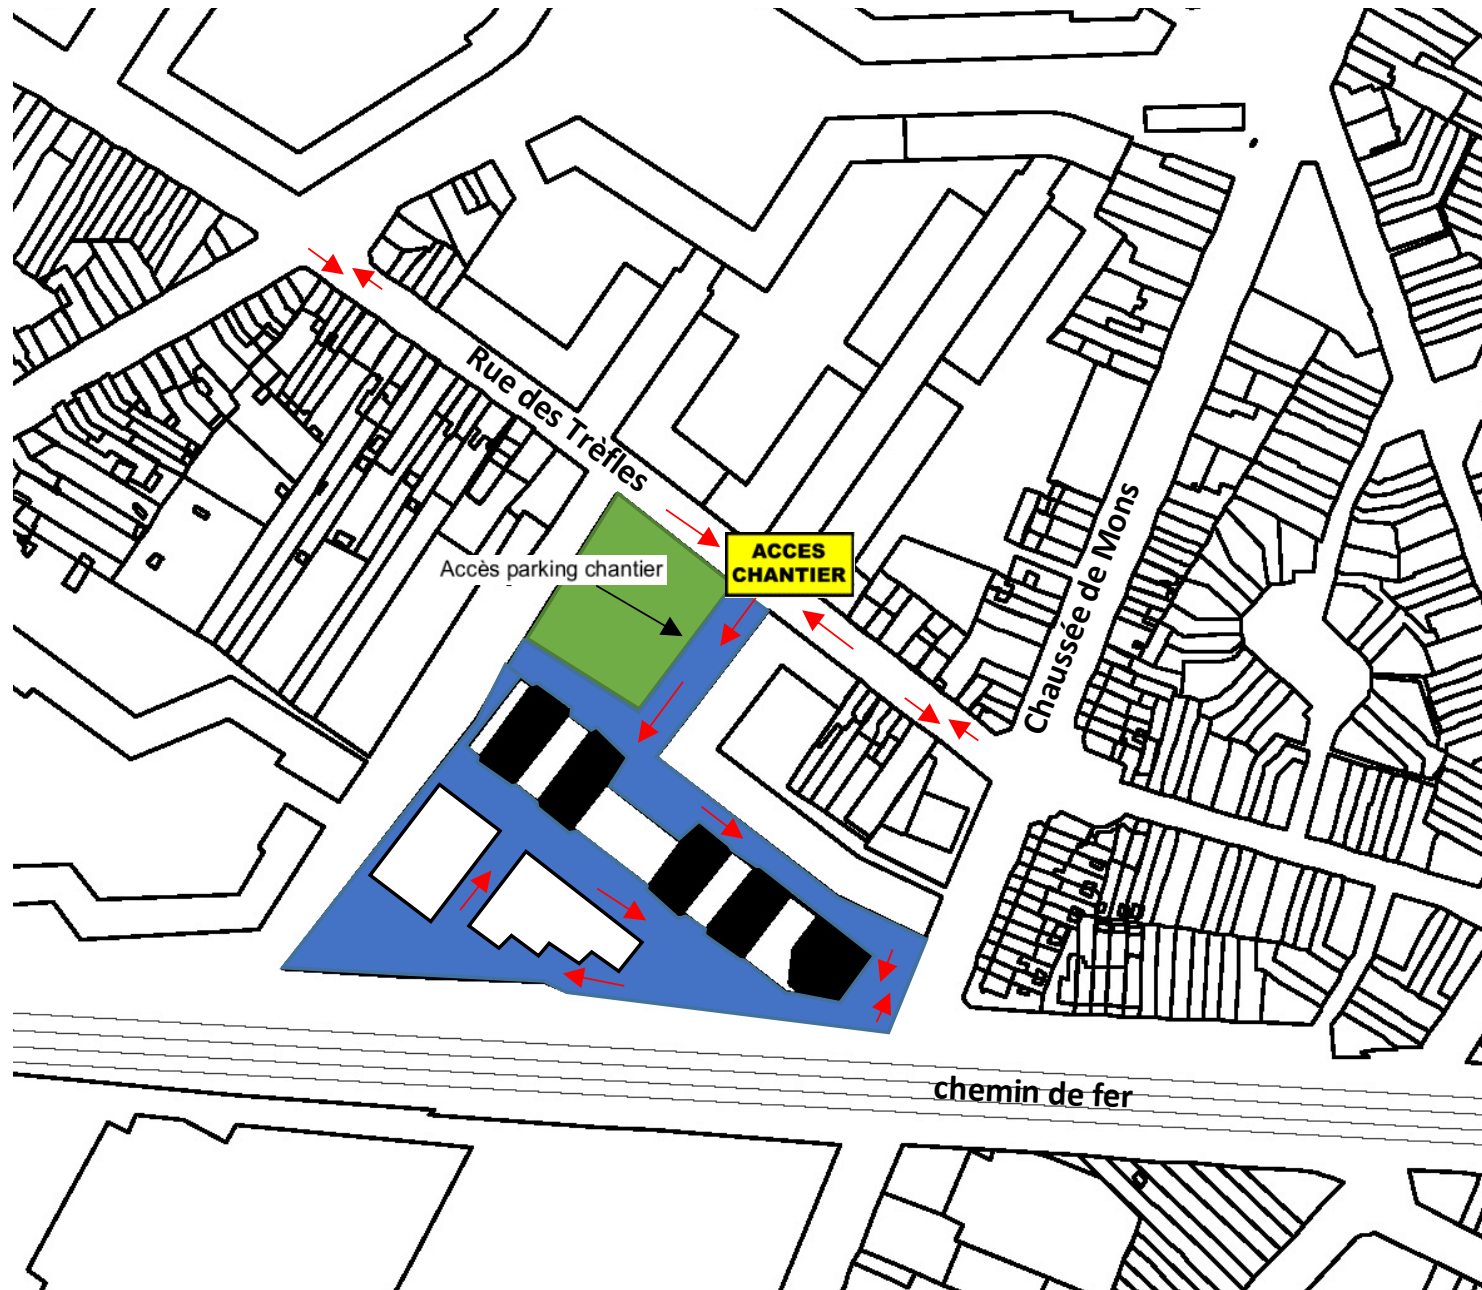 Rue des Trèfles
Accès parking chantier
ACCES
CHANTIER
Chaussée de Mons
chemin de fer